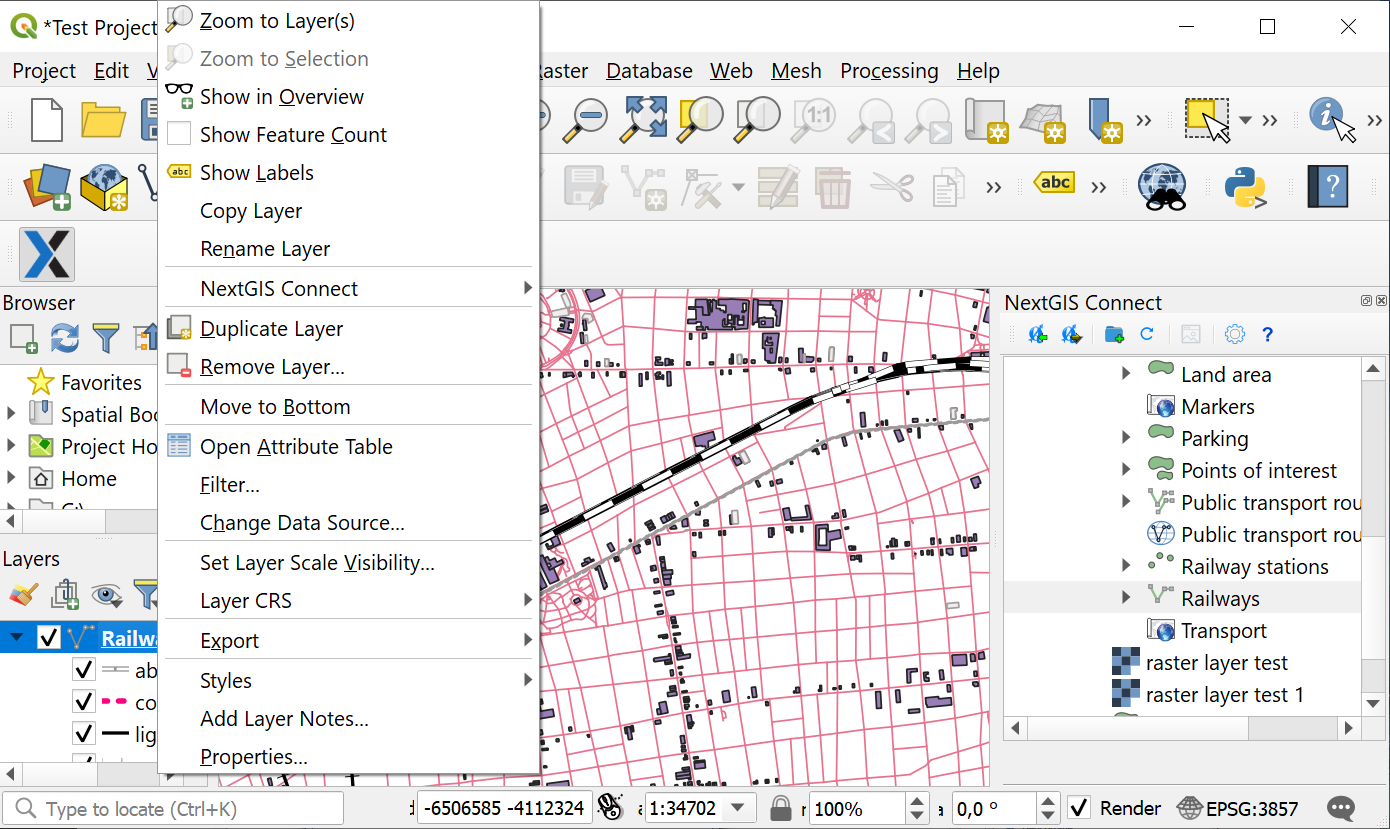 *Test Project
Project Edit V Raster Database Web Mesh Processing Help
Zoom to Layer(s)
Zoom to Selection
Show in Overview
Show Feature Count
abc Show Labels
Copy Layer
Rename Layer
NextGIS Connect
Duplicate Layer
Remove Layer...
Move to Bottom
Open Attribute Table
Filter...
Change Data Source...
Set Layer Scale Visibility...
Layer CRS
Export
Styles
Add Layer Notes...
Properties...
1:1
abc
?
Browser
Favorites
Spatial Boo
Project Ho
Home
C:\
Layers
Railwa
ab
co
lig
NextGIS Connect
?
Land area
Markers
Parking
Points of interest
Public transport rou
Public transport rou
Railway stations
Railways
Transport
raster layer test
raster layer test 1
Type to locate (Ctrl+K)
-6506585 -4112324
1:34702
100%
0,0 °
Render
EPSG:3857